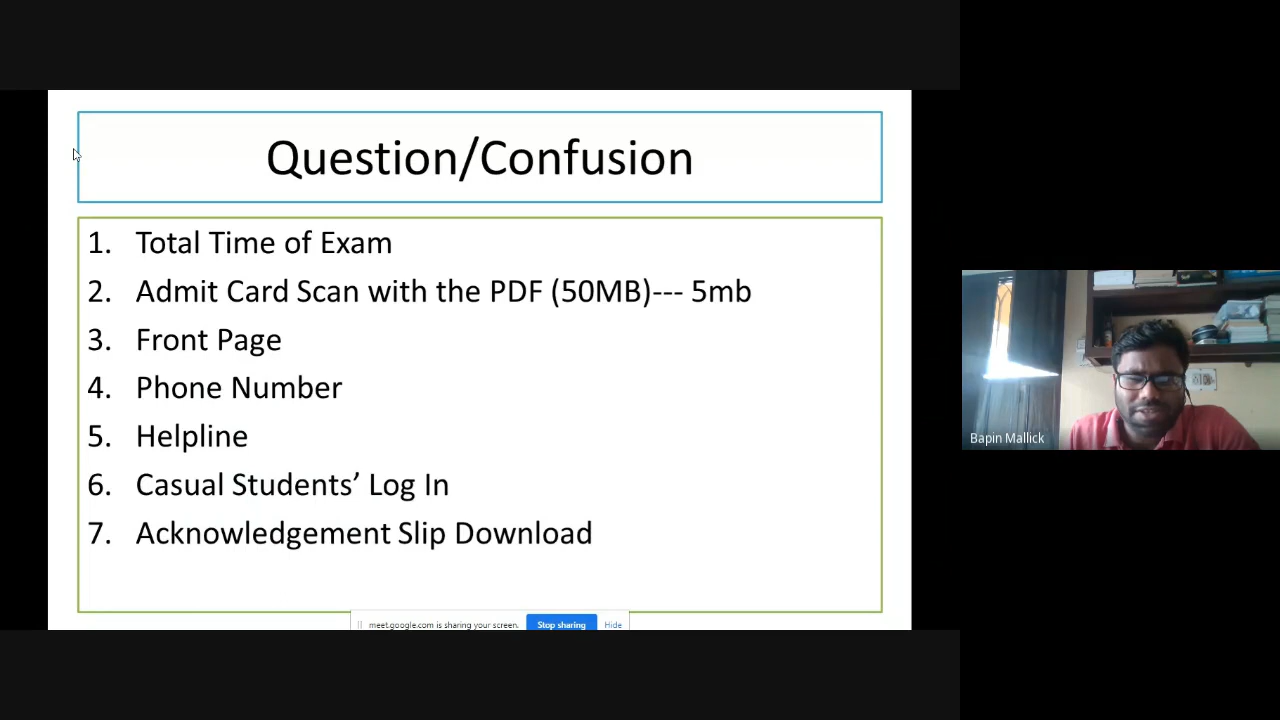 Question/Confusion
1. Total Time of Exam
2. Admit Card Scan with the PDF (50MB)--- 5mb
3. Front Page
4. Phone Number
5. Helpline
6. Casual Students’ Log In
7. Acknowledgement Slip Download
meet.google.com is sharing your screen. Stop sharing Hide
Bapin Mallick